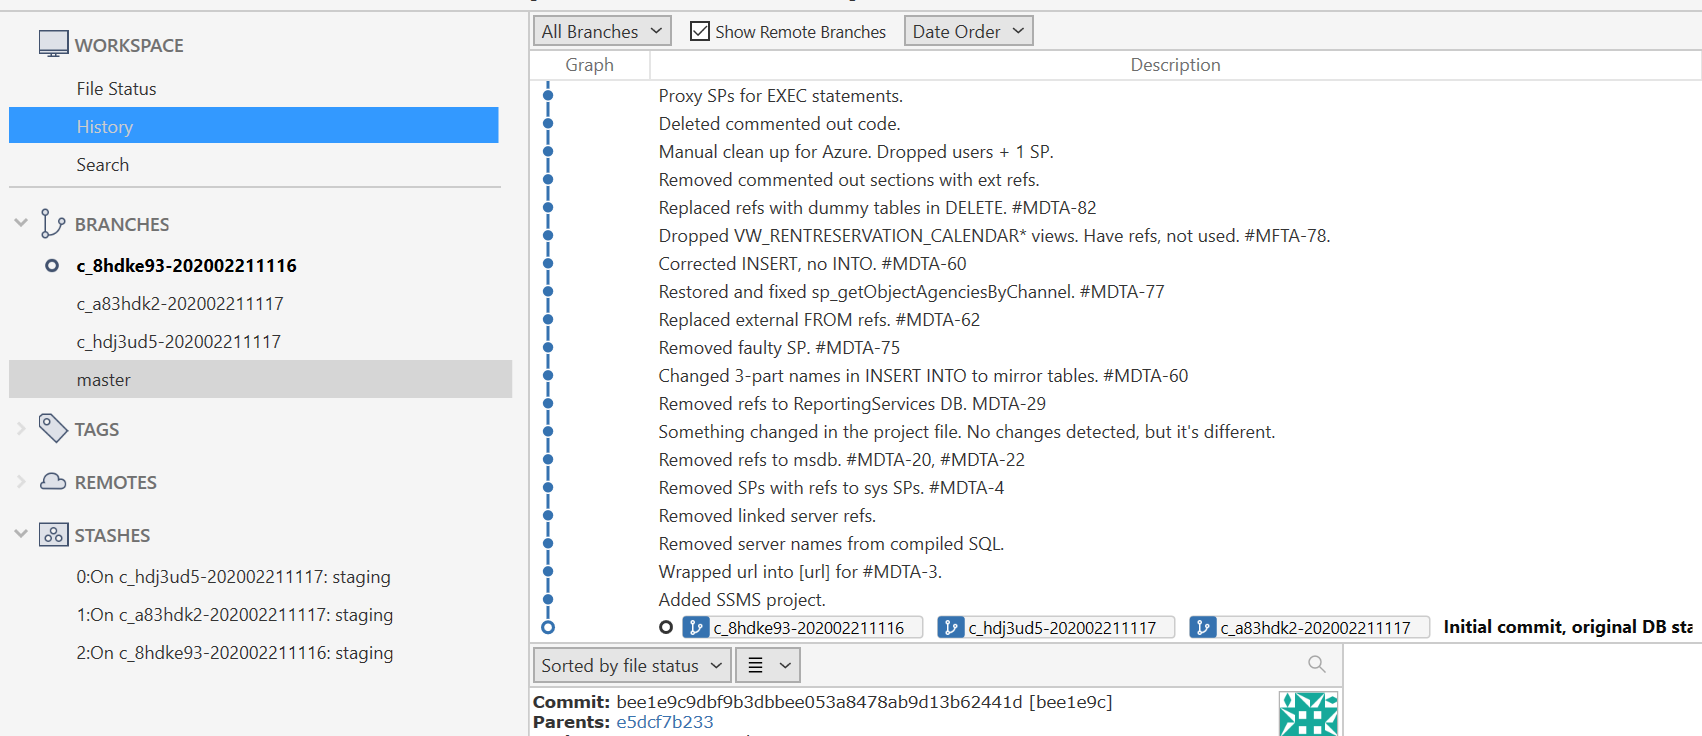 WORKSPACE
File Status
History
Search
BRANCHES
c_8hdke93-202002211116
c_a83hdk2-202002211117
c_hdj3ud5-202002211117
master
TAGS
REMOTES
STASHES
0:On c_hdj3ud5-202002211117: staging
1:On c_a83hdk2-202002211117: staging
2:On c_8hdke93-202002211116: staging
All Branches Show Remote Branches Date Order
Graph Description
Proxy SPs for EXEC statements.
Deleted commented out code.
Manual clean up for Azure. Dropped users + 1 SP.
Removed commented out sections with ext refs.
Replaced refs with dummy tables in DELETE. #MDTA-82
Dropped VW_RENTRESERVATION_CALENDAR* views. Have refs, not used. #MFTA-78.
Corrected INSERT, no INTO. #MDTA-60
Restored and fixed sp_getObjectAgenciesByChannel. #MDTA-77
Replaced external FROM refs. #MDTA-62
Removed faulty SP. #MDTA-75
Changed 3-part names in INSERT INTO to mirror tables. #MDTA-60
Removed refs to ReportingServices DB. MDTA-29
Something changed in the project file. No changes detected, but it's different.
Removed refs to msdb. #MDTA-20, #MDTA-22
Removed SPs with refs to sys SPs. #MDTA-4
Removed linked server refs.
Removed server names from compiled SQL.
Wrapped url into [url] for #MDTA-3.
Added SSMS project.
c_8hdke93-202002211116 c_hdj3ud5-202002211117 c_a83hdk2-202002211117 Initial commit, original DB sta
Sorted by file status
Commit: bee1e9c9dbf9b3dbbee053a8478ab9d13b62441d [bee1e9c]
Parents: e5dcf7b233